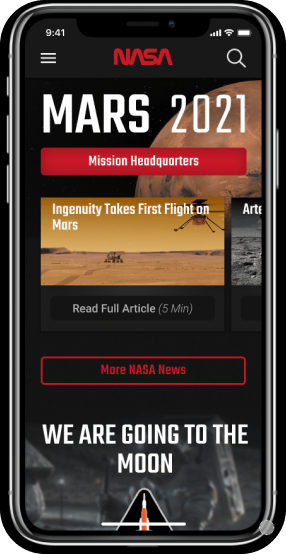 9:41
NASA
MARS 2021
Mission Headquarters
Ingenuity Takes First Flight on
Mars
Arte
Read Full Article (5 Min)
More NASA News
WE ARE GOING TO THE
MOON